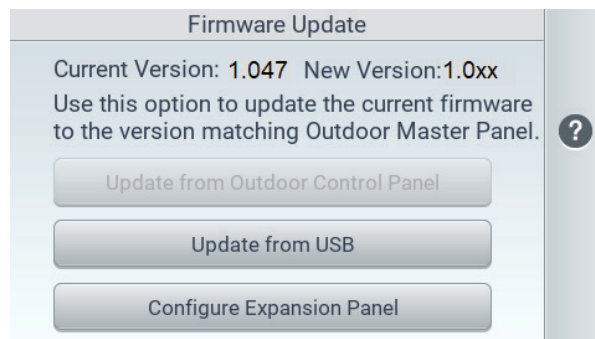 Firmware Update
Current Version: 1.047 New Version:1.0xx
Use this option to update the current firmware
to the version matching Outdoor Master Panel.
?
Update from Outdoor Control Panel
Update from USB
Configure Expansion Panel